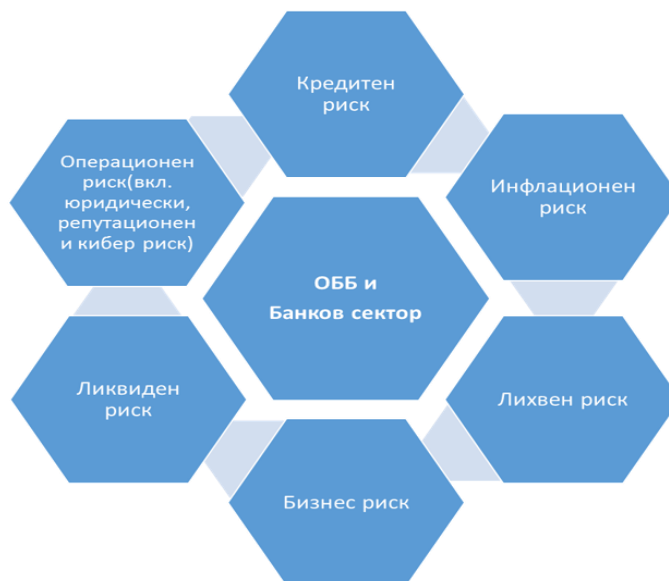 Кредитен
риск
Операционен
риск(вкл.
юридически,
репутационен
и кибер риск)
Инфлационен
риск
ОББ и
Банков сектор
Ликвиден
риск
Лихвен риск
Бизнес риск